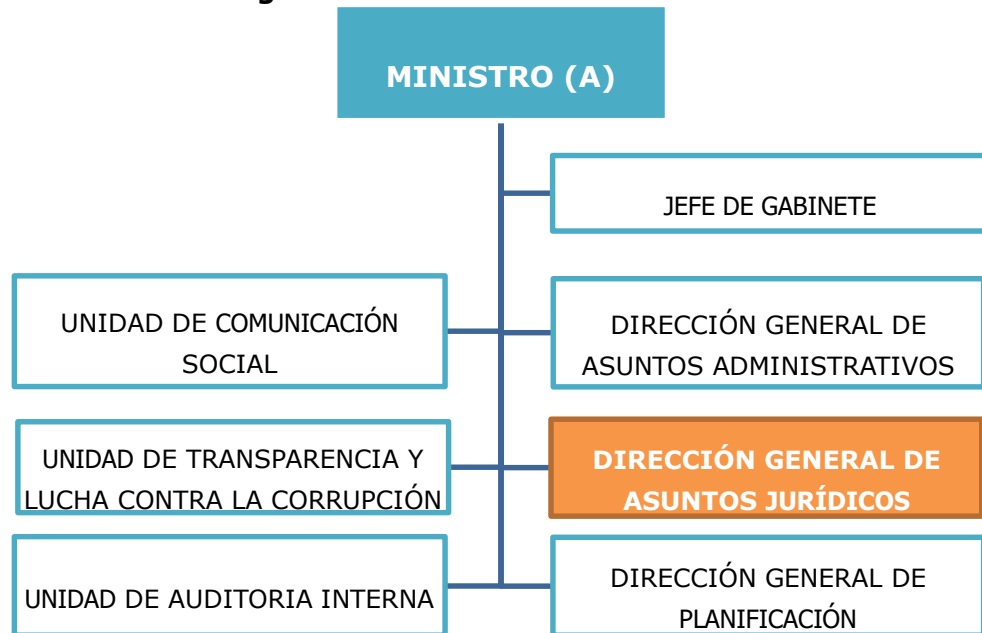 MINISTRO (A)
JEFE DE GABINETE
UNIDAD DE COMUNICACIÓN
SOCIAL
DIRECCIÓN GENERAL DE
ASUNTOS ADMINISTRATIVOS
UNIDAD DE TRANSPARENCIA Y
LUCHA CONTRA LA CORRUPCIÓN
DIRECCIÓN GENERAL DE
ASUNTOS JURÍDICOS
UNIDAD DE AUDITORIA INTERNA
DIRECCIÓN GENERAL DE
PLANIFICACIÓN